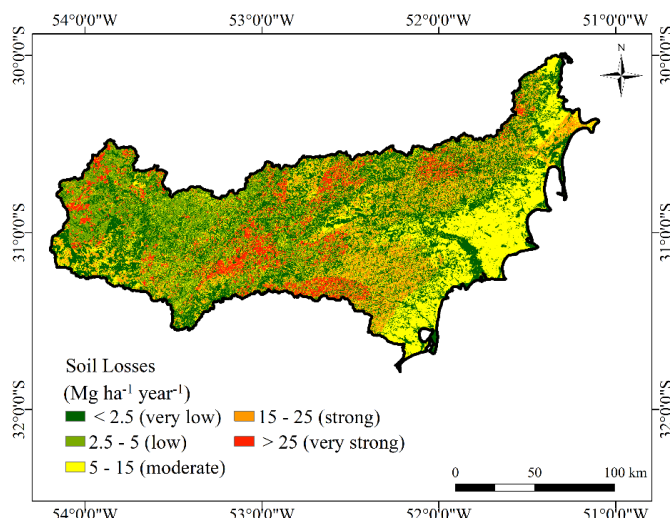 54°0'0"W 53°0'0"W 52°0'0"W 51°0'0"W
30°0'0"S 30°0'0"S
N
31°0'0"S 31°0'0"S
32°0'0"S 32°0'0"S
Soil Losses
(Mg ha⁻¹ year⁻¹)
< 2.5 (very low) 15 - 25 (strong)
2.5 - 5 (low) > 25 (very strong)
5 - 15 (moderate)
0 50 100 km
54°0'0"W 53°0'0"W 52°0'0"W 51°0'0"W